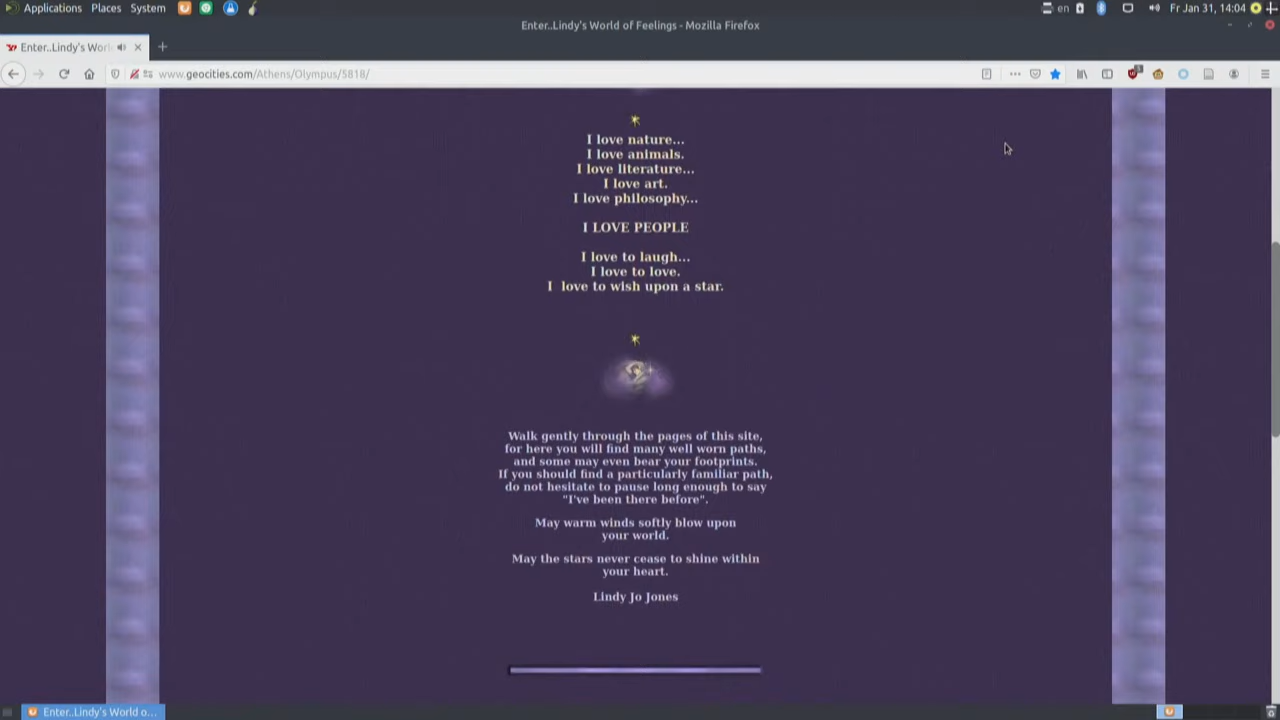 Applications Places System
en
Fr Jan 31, 14:04
Enter..Lindy's World of Feelings - Mozilla Firefox
Enter..Lindy's Worl
www.geocities.com/Athens/Olympus/5818/
I love nature...
I love animals.
I love literature...
I love art.
I love philosophy...
I LOVE PEOPLE
I love to laugh...
I love to love.
I love to wish upon a star.
Walk gently through the pages of this site,
for here you will find many well worn paths,
and some may even bear your footprints.
If you should find a particularly familiar path,
do not hesitate to pause long enough to say
"I've been there before".
May warm winds softly blow upon
your world.
May the stars never cease to shine within
your heart.
Lindy Jo Jones
Enter..Lindy's World o...